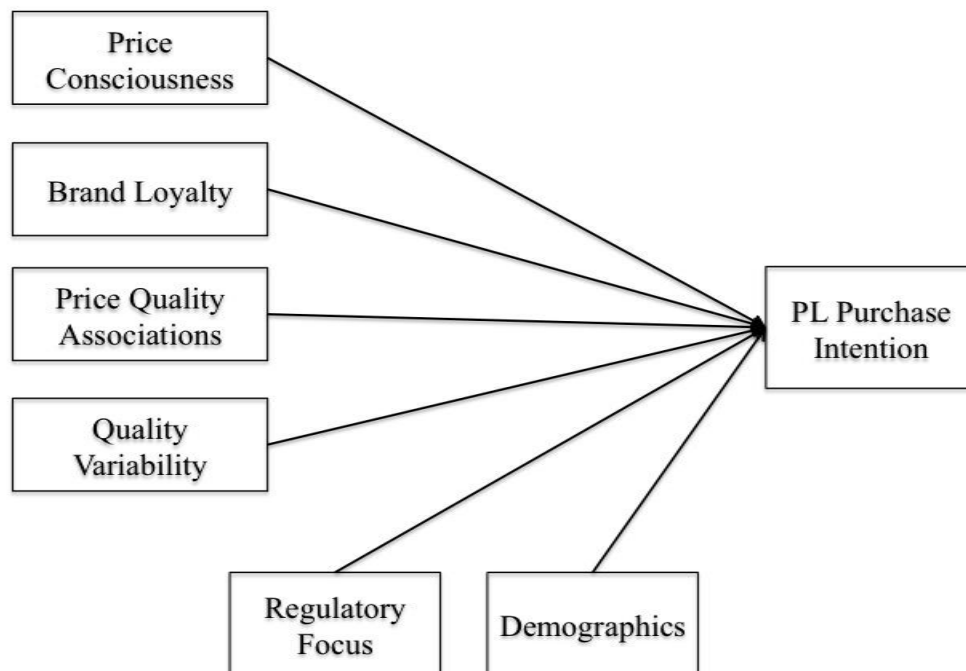 Price
Consciousness
Brand Loyalty
Price Quality
Associations
Quality
Variability
PL Purchase
Intention
Regulatory
Focus
Demographics